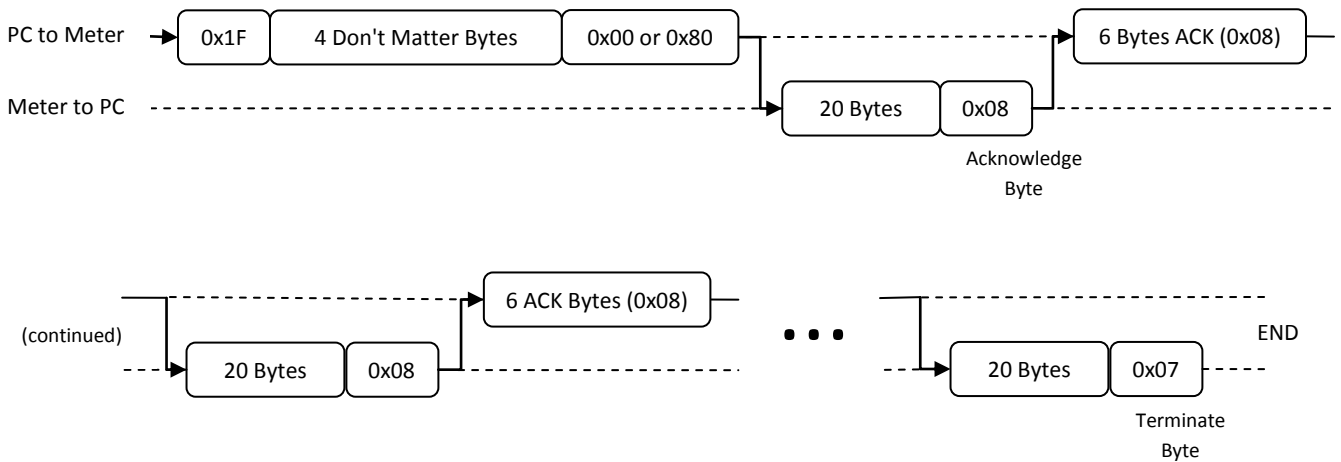 PC to Meter 0x1F 4 Don't Matter Bytes 0x00 or 0x80 6 Bytes ACK (0x08)
Meter to PC 20 Bytes 0x08
Acknowledge
Byte
6 ACK Bytes (0x08)
(continued) END
20 Bytes 0x08 20 Bytes 0x07
Terminate
Byte